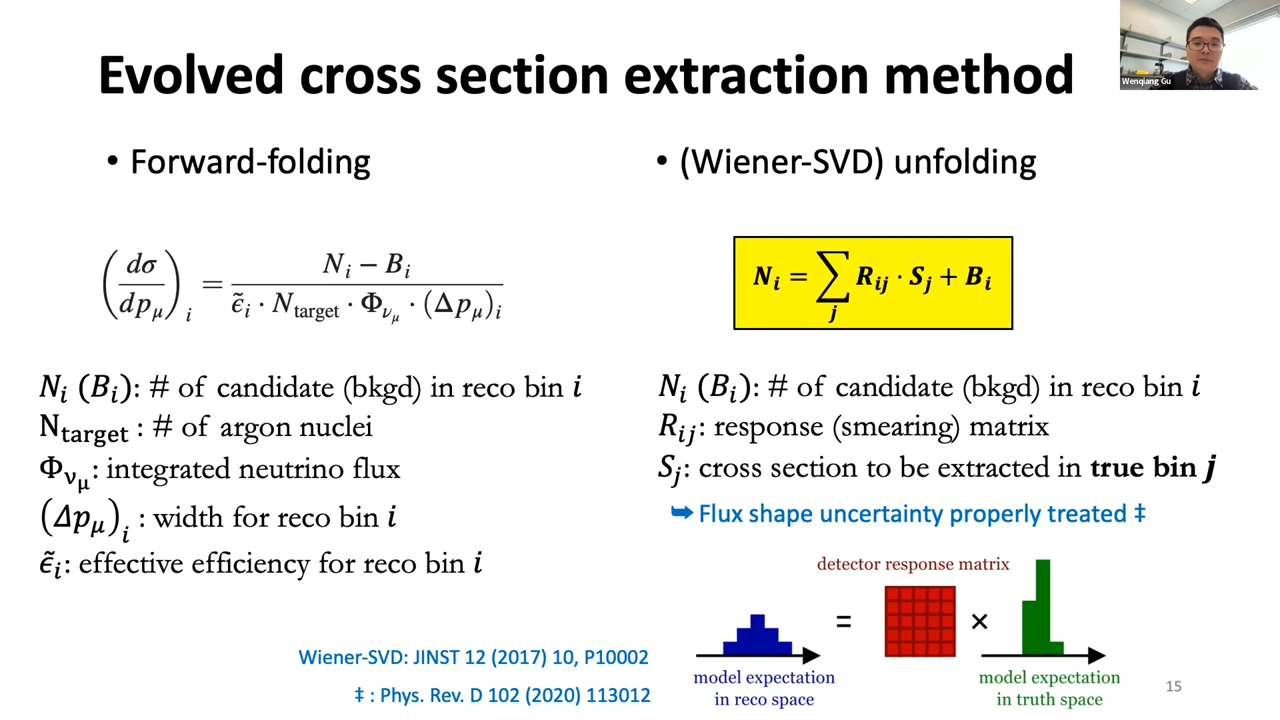 Evolved cross section extraction method
Wenqiang Gu
• Forward-folding
(dσ/dp_μ)_i = (N_i − B_i) / (ε̃_i · N_target · Φ_ν_μ · (Δp_μ)_i)
N_i (B_i): # of candidate (bkgd) in reco bin i
N_target : # of argon nuclei
Φ_ν_μ: integrated neutrino flux
(Δp_μ)_i : width for reco bin i
ε̃_i: effective efficiency for reco bin i
• (Wiener-SVD) unfolding
N_i = ∑_j R_ij · S_j + B_i
N_i (B_i): # of candidate (bkgd) in reco bin i
R_ij: response (smearing) matrix
S_j: cross section to be extracted in true bin j
➥ Flux shape uncertainty properly treated ‡
detector response matrix
= ×
model expectation
in reco space
model expectation
in truth space
Wiener-SVD: JINST 12 (2017) 10, P10002
‡ : Phys. Rev. D 102 (2020) 113012
15